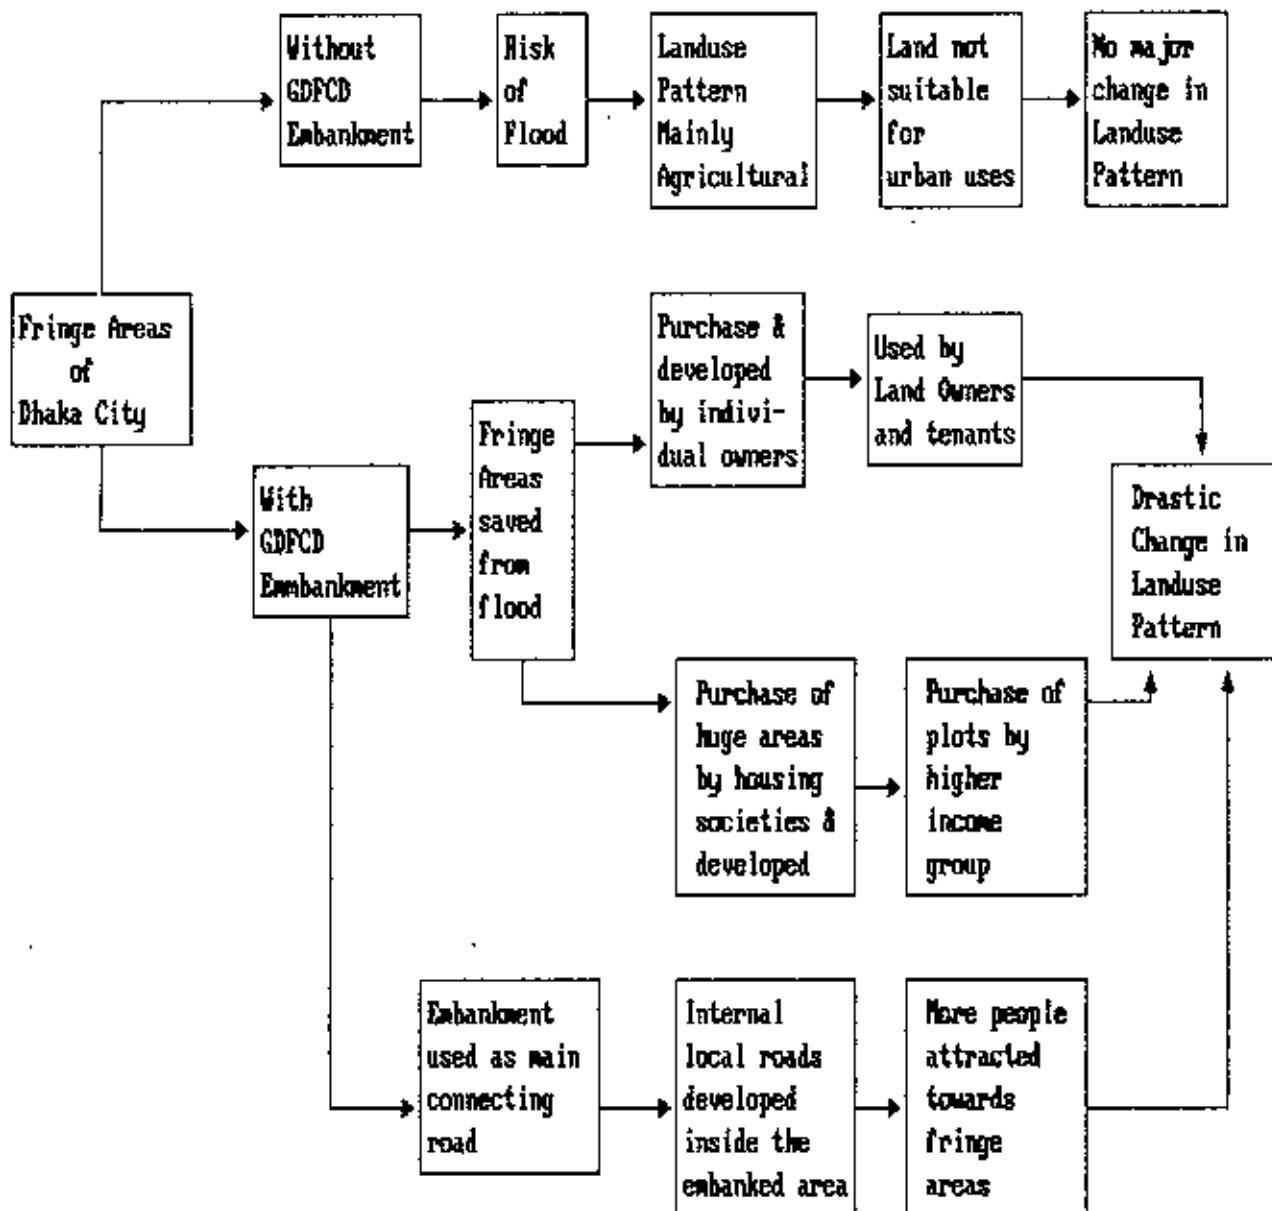 Without
GDFCD
Embankment
Risk
of
Flood
Landuse
Pattern
Mainly
Agricultural
Land not
suitable
for
urban uses
No major
change in
Landuse
Pattern
Fringe Areas
of
Dhaka City
With
GDFCD
Emmbankment
Fringe
Areas
saved
from
flood
Purchase &
developed
by indivi-
dual owners
Used by
Land Owners
and tenants
Drastic
Change in
Landuse
Pattern
Purchase of
huge areas
by housing
societies &
developed
Purchase of
plots by
higher
income
group
Embankment
used as main
connecting
road
Internal
local roads
developed
inside the
embanked area
More people
attracted
towards
fringe
areas